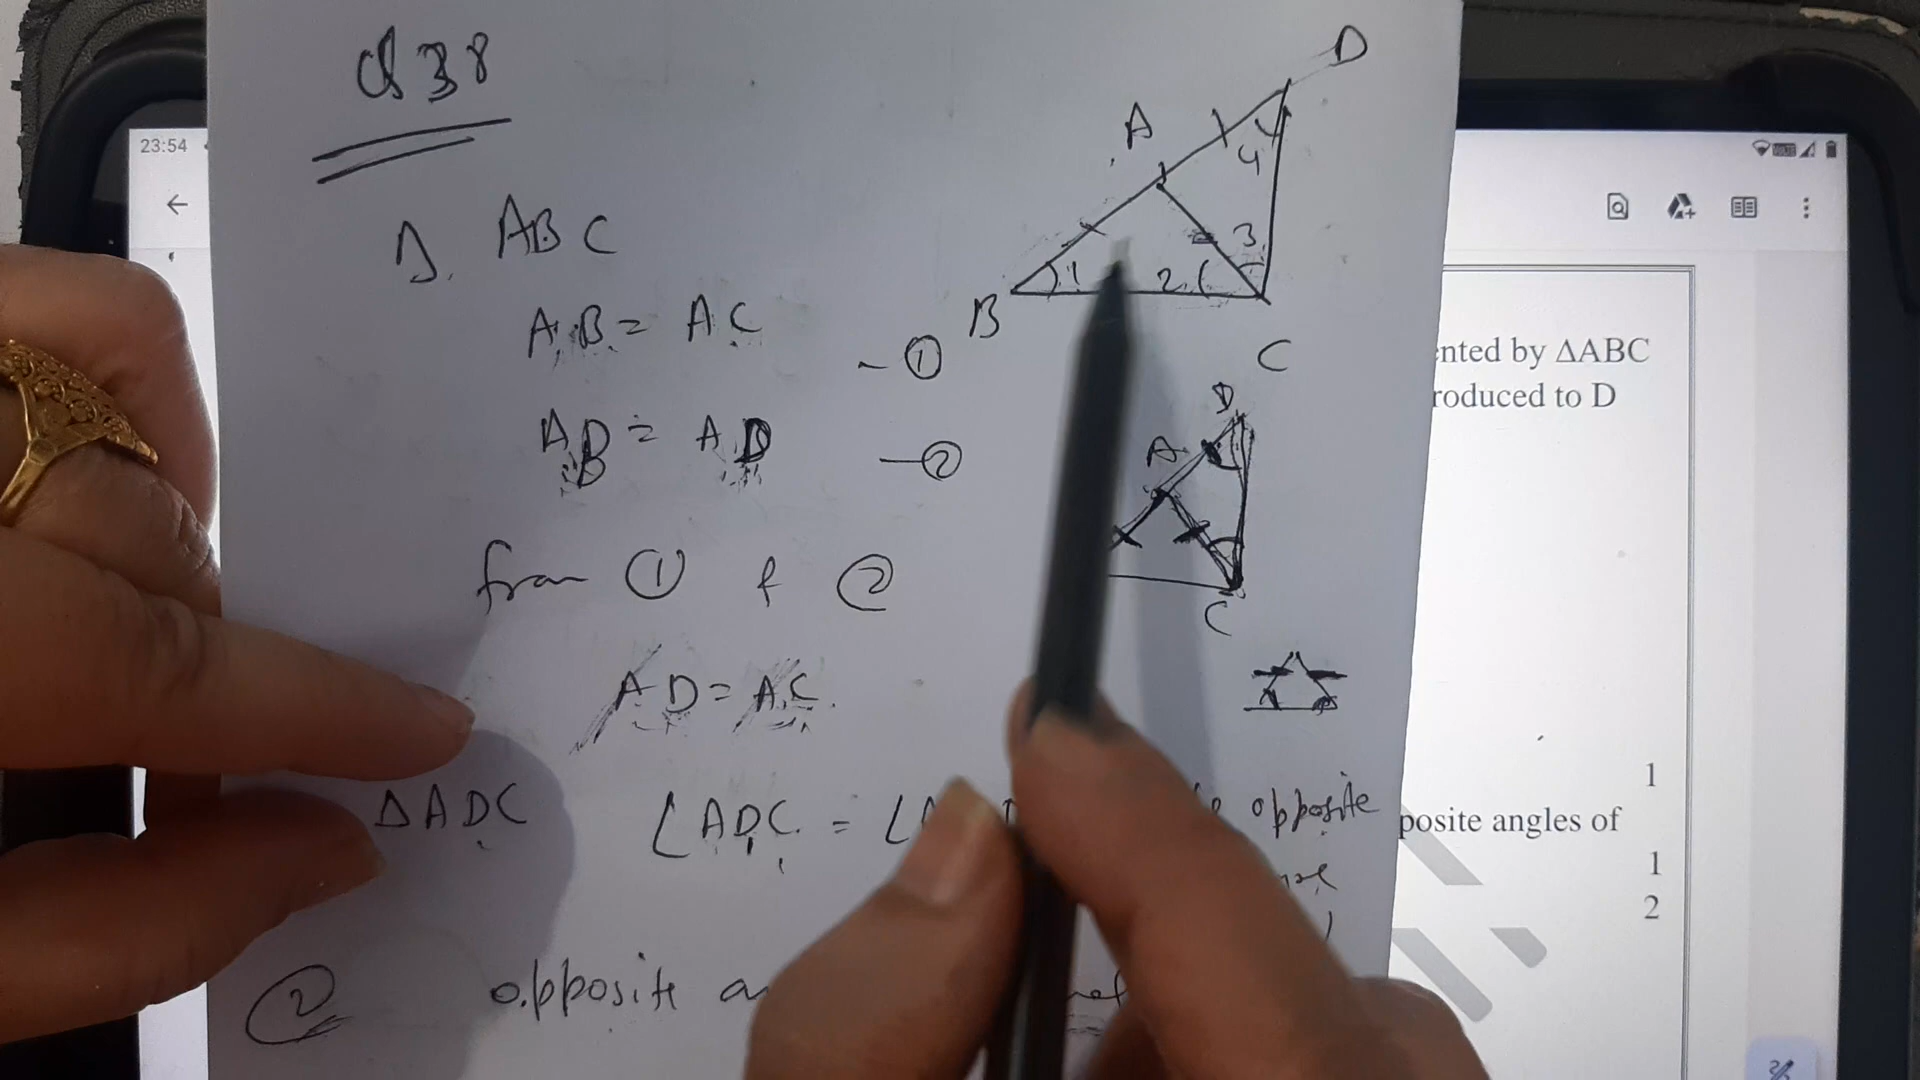 Q38
D
A
4
3
1
2
B
C
Δ. ABC
AB = AC - ①
AB = AD - ②
D
A
C
from ① & ②
AD = AC.
ΔADC ∠ADC. = ∠ opposite
② opposite
23:54
nted by ΔABC
roduced to D
1
posite angles of
1
2